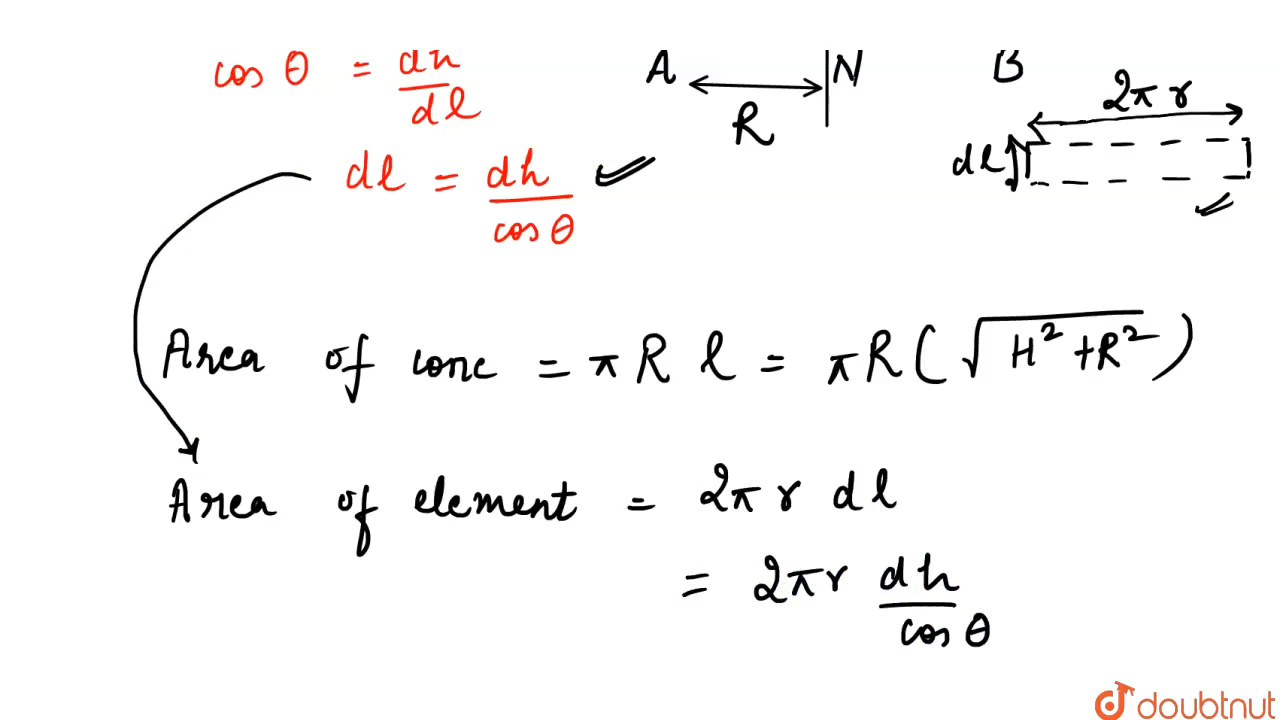 cos θ = dh/dl
A N B
R
2πr
dl
dl = dh/cos θ
Area of cone = πRl = πR(√H²+R²)
Area of element = 2πr dl
= 2πr dh/cos θ
doubtnut